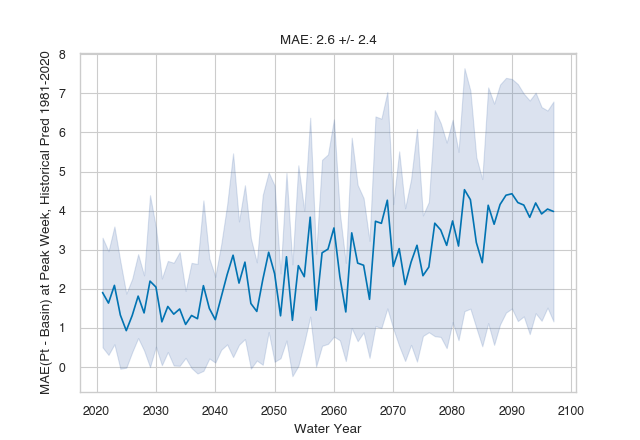 MAE: 2.6 +/- 2.4
MAE(Pt - Basin) at Peak Week, Historical Pred 1981-2020
8
7
6
5
4
3
2
1
0
2020 2030 2040 2050 2060 2070 2080 2090 2100
Water Year